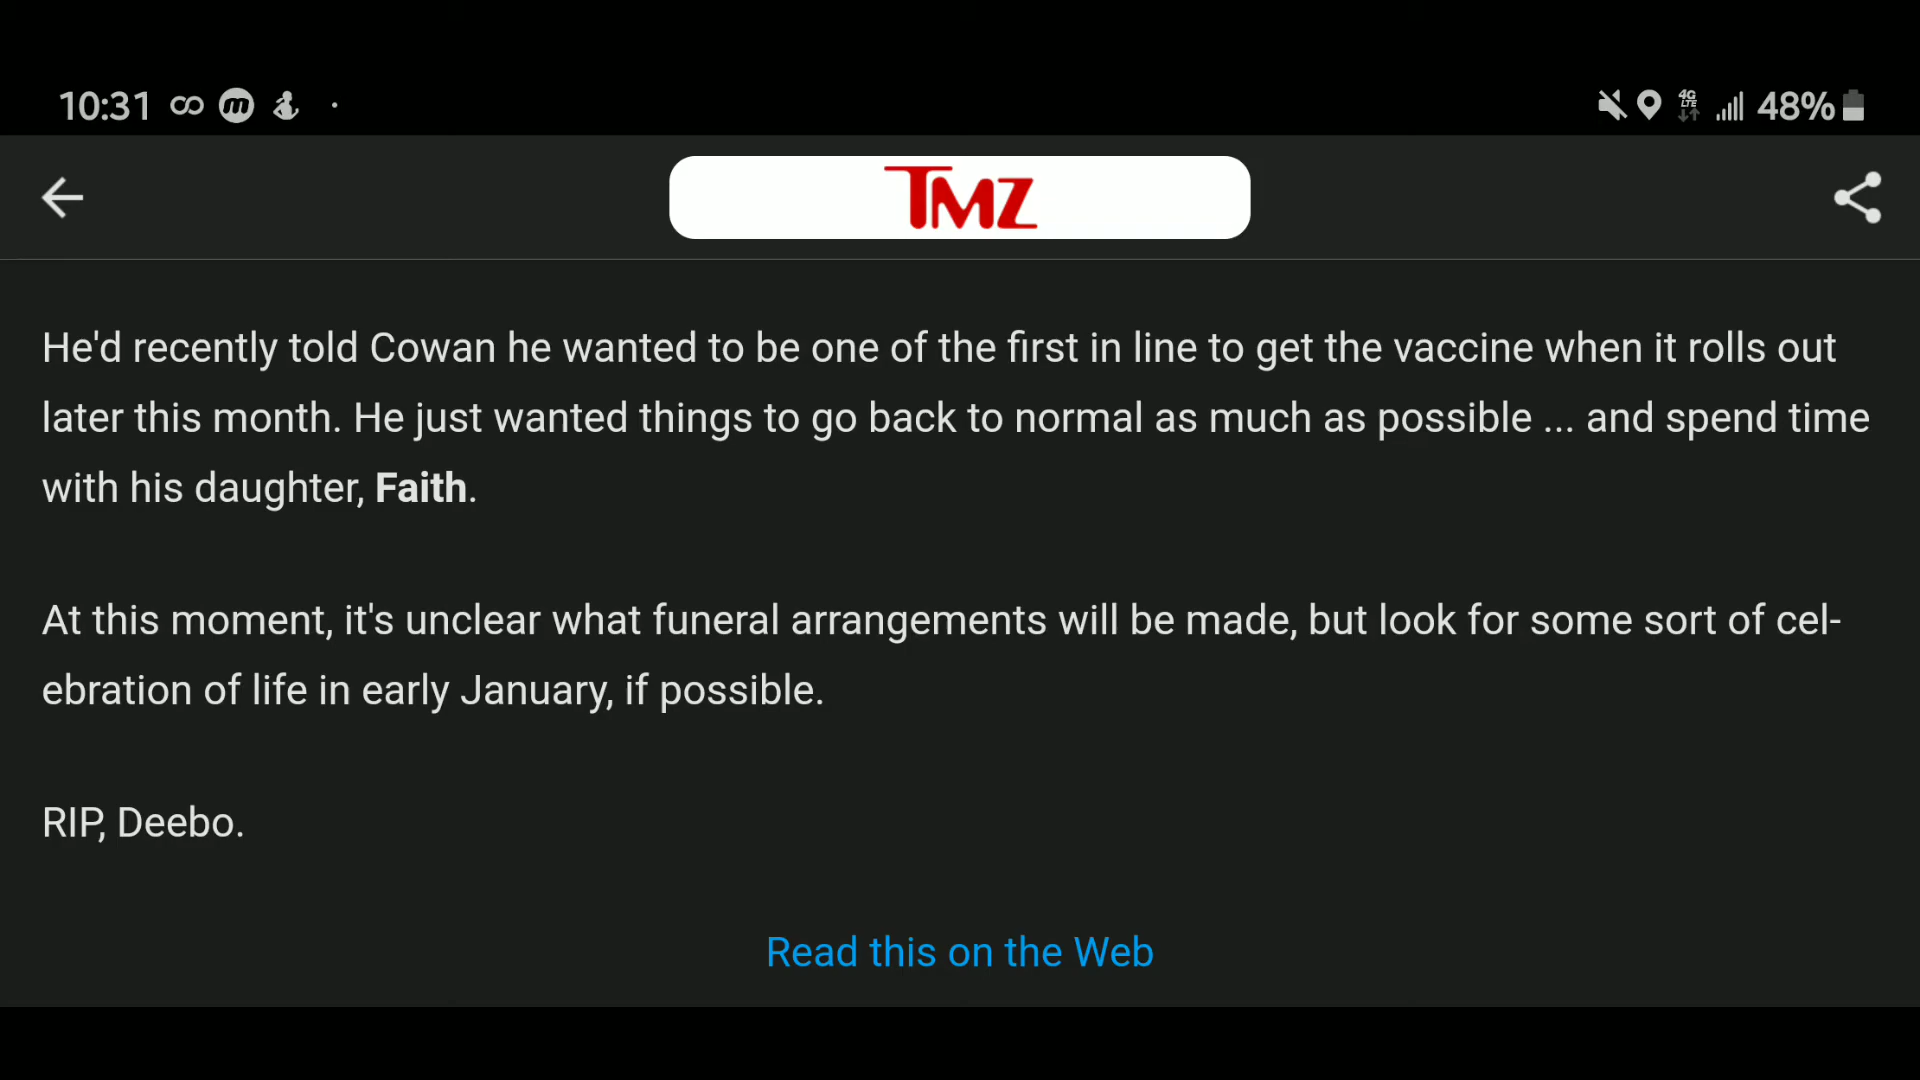 10:31
4G LTE 48%
TMZ
He'd recently told Cowan he wanted to be one of the first in line to get the vaccine when it rolls out
later this month. He just wanted things to go back to normal as much as possible ... and spend time
with his daughter, Faith.
At this moment, it's unclear what funeral arrangements will be made, but look for some sort of cel-
ebration of life in early January, if possible.
RIP, Deebo.
Read this on the Web